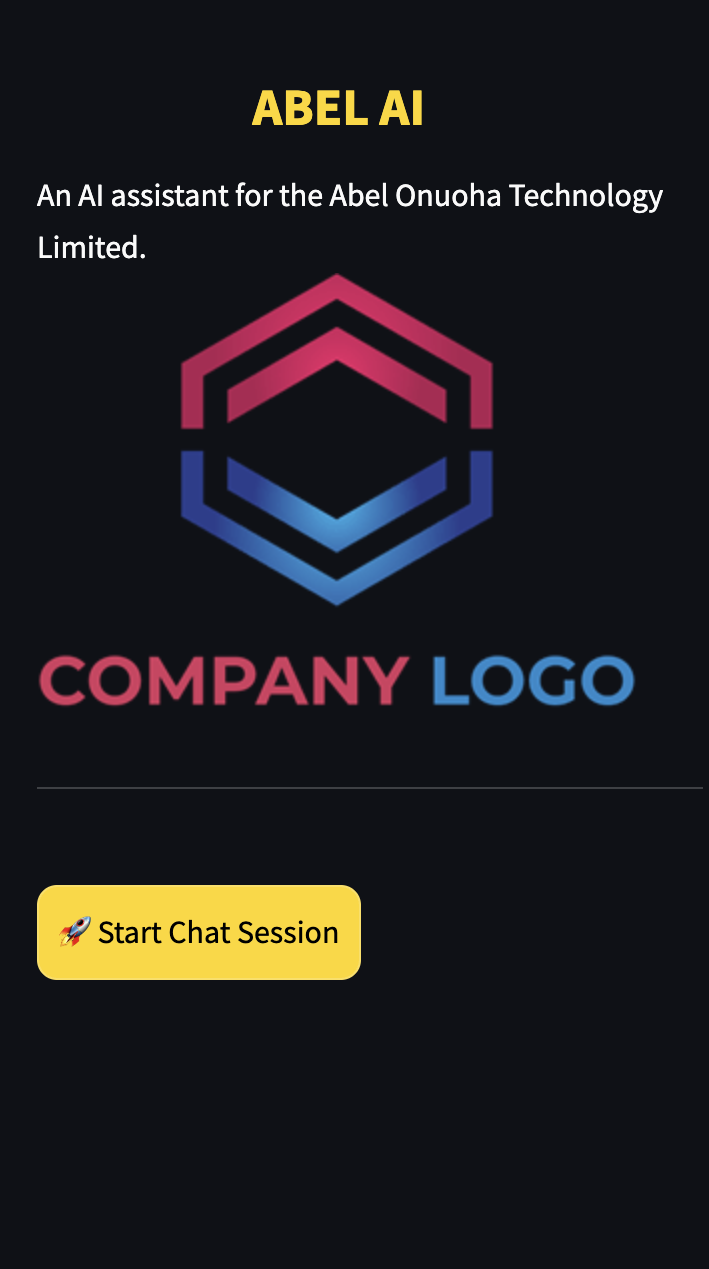 ABEL AI
An AI assistant for the Abel Onuoha Technology
Limited.
COMPANY LOGO
🚀 Start Chat Session